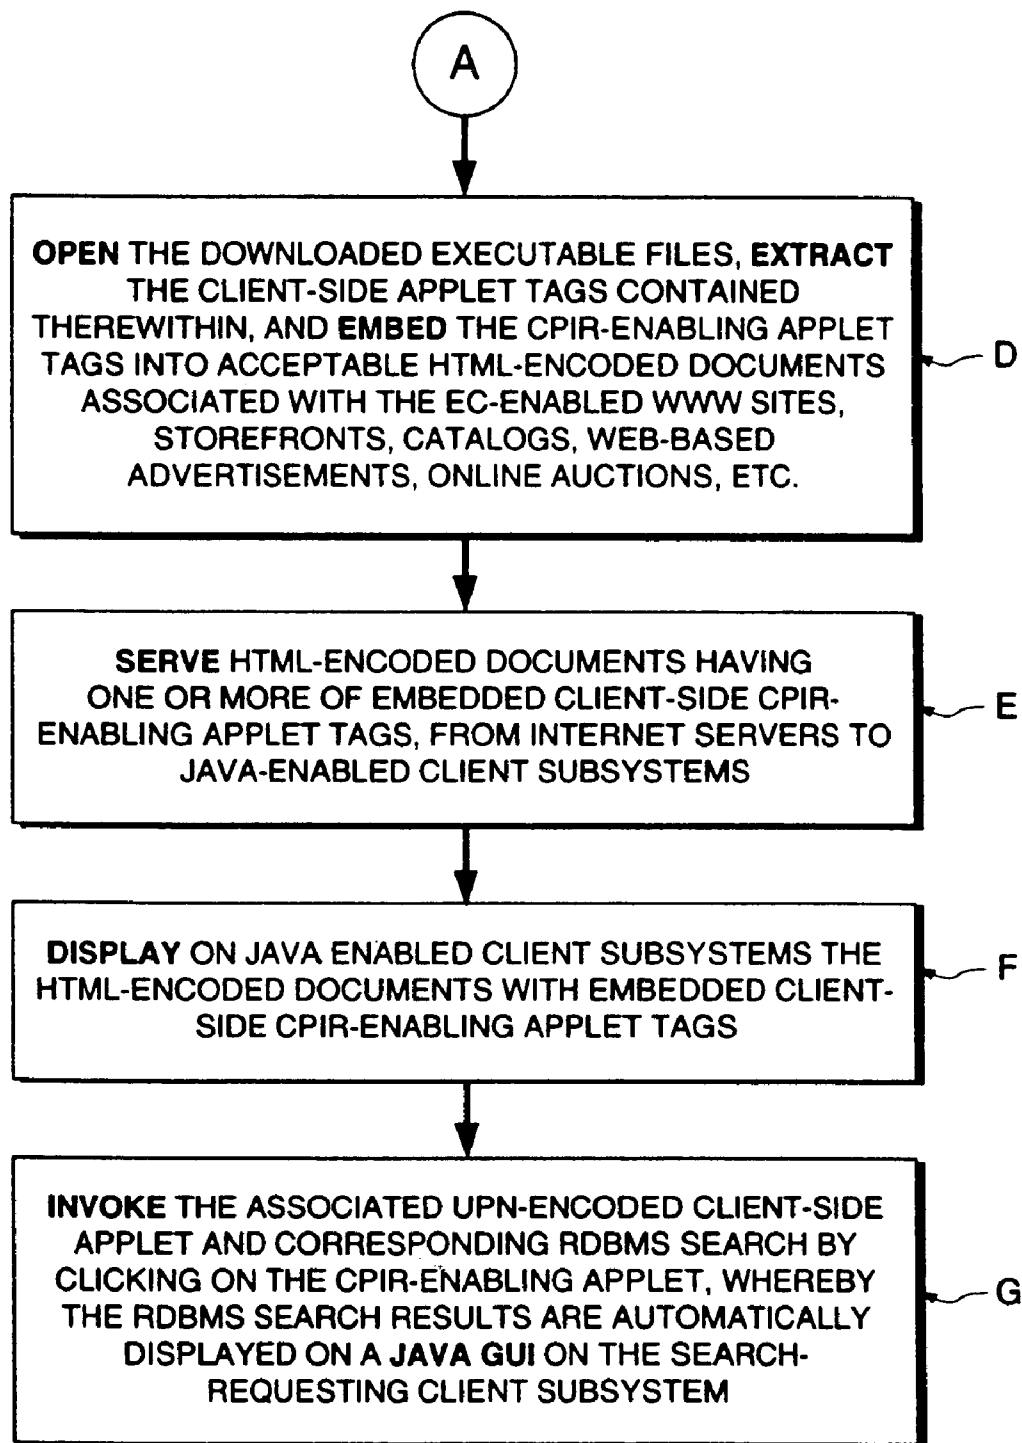 A
OPEN THE DOWNLOADED EXECUTABLE FILES, EXTRACT
THE CLIENT-SIDE APPLET TAGS CONTAINED
THEREWITHIN, AND EMBED THE CPIR-ENABLING APPLET
TAGS INTO ACCEPTABLE HTML-ENCODED DOCUMENTS
ASSOCIATED WITH THE EC-ENABLED WWW SITES,
STOREFRONTS, CATALOGS, WEB-BASED
ADVERTISEMENTS, ONLINE AUCTIONS, ETC.
D
SERVE HTML-ENCODED DOCUMENTS HAVING
ONE OR MORE OF EMBEDDED CLIENT-SIDE CPIR-
ENABLING APPLET TAGS, FROM INTERNET SERVERS TO
JAVA-ENABLED CLIENT SUBSYSTEMS
E
DISPLAY ON JAVA ENABLED CLIENT SUBSYSTEMS THE
HTML-ENCODED DOCUMENTS WITH EMBEDDED CLIENT-
SIDE CPIR-ENABLING APPLET TAGS
F
INVOKE THE ASSOCIATED UPN-ENCODED CLIENT-SIDE
APPLET AND CORRESPONDING RDBMS SEARCH BY
CLICKING ON THE CPIR-ENABLING APPLET, WHEREBY
THE RDBMS SEARCH RESULTS ARE AUTOMATICALLY
DISPLAYED ON A JAVA GUI ON THE SEARCH-
REQUESTING CLIENT SUBSYSTEM
G